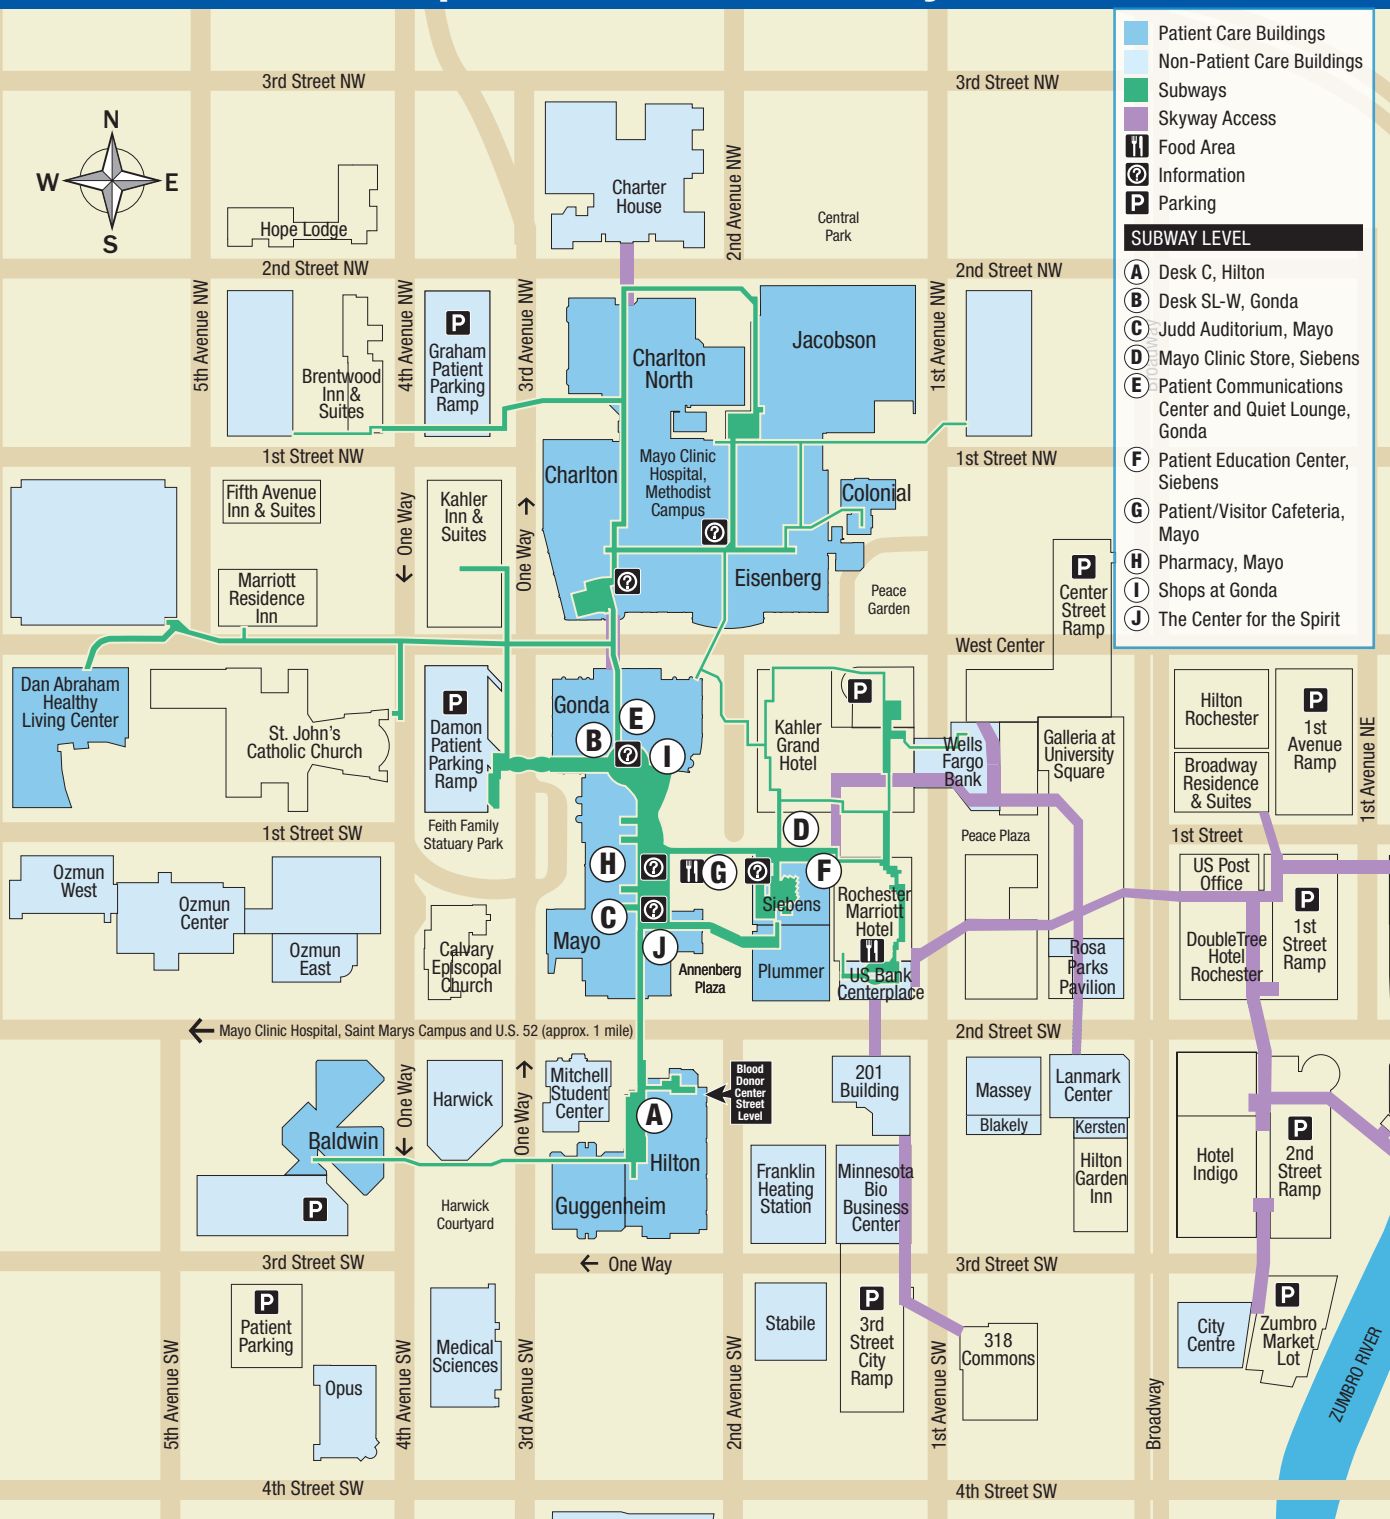 Patient Care Buildings
Non-Patient Care Buildings
Subways
Skyway Access
Food Area
Information
P Parking
SUBWAY LEVEL
A Desk C, Hilton
B Desk SL-W, Gonda
C Judd Auditorium, Mayo
D Mayo Clinic Store, Siebens
E Patient Communications
Center and Quiet Lounge,
Gonda
F Patient Education Center,
Siebens
G Patient/Visitor Cafeteria,
Mayo
H Pharmacy, Mayo
I Shops at Gonda
J The Center for the Spirit
Broadway
3rd Street NW
3rd Street NW
N
W
E
S
Charter
House
2nd Avenue NW
Central
Park
Hope Lodge
2nd Street NW
2nd Street NW
5th Avenue NW
4th Avenue NW
3rd Avenue NW
1st Avenue NW
P
Graham
Patient
Parking
Ramp
Brentwood
Inn &
Suites
Charlton
North
Jacobson
1st Street NW
1st Street NW
Mayo Clinic
Hospital,
Methodist
Campus
Charlton
Colonial
Fifth Avenue
Inn & Suites
Kahler
Inn &
Suites
One Way
One Way
Marriott
Residence
Inn
Eisenberg
Peace
Garden
P
Center
Street
Ramp
West Center
Dan Abraham
Healthy
Living Center
St. John's
Catholic Church
P
Damon
Patient
Parking
Ramp
Gonda
E
B
I
P
Kahler
Grand
Hotel
Wells
Fargo
Bank
Galleria at
University
Square
Hilton
Rochester
P
1st
Avenue
Ramp
Broadway
Residence
& Suites
1st Avenue NE
1st Street SW
Feith Family
Statuary Park
D
Peace Plaza
1st Street
Ozmun
West
Ozmun
Center
Ozmun
East
H
G
F
C
J
Siebens
Mayo
Calvary
Episcopal
Church
Annenberg
Plaza
Plummer
Rochester
Marriott
Hotel
US Bank
Centerplace
Rosa
Parks
Pavilion
US Post
Office
DoubleTree
Hotel
Rochester
P
1st
Street
Ramp
Mayo Clinic Hospital, Saint Marys Campus and U.S. 52 (approx. 1 mile)
2nd Street SW
One Way
One Way
Harwick
Mitchell
Student
Center
Blood
Donor
Center
Street
Level
A
201
Building
Massey
Blakely
Lanmark
Center
Kersten
Baldwin
Hilton
Guggenheim
P
Harwick
Courtyard
Franklin
Heating
Station
Minnesota
Bio
Business
Center
Hilton
Garden
Inn
Hotel
Indigo
P
2nd
Street
Ramp
3rd Street SW
One Way
3rd Street SW
P
Patient
Parking
Opus
Medical
Sciences
Stabile
P
3rd
Street
City
Ramp
318
Commons
City
Centre
P
Zumbro
Market
Lot
ZUMBRO RIVER
5th Avenue SW
4th Avenue SW
3rd Avenue SW
2nd Avenue SW
1st Avenue SW
Broadway
4th Street SW
4th Street SW